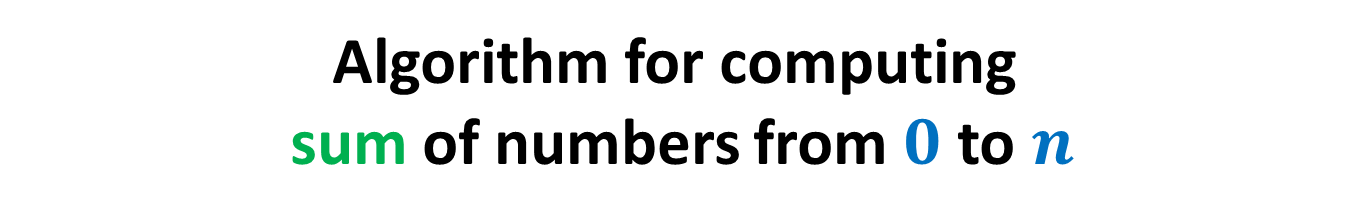 Algorithm for computing
sum of numbers from 0 to n